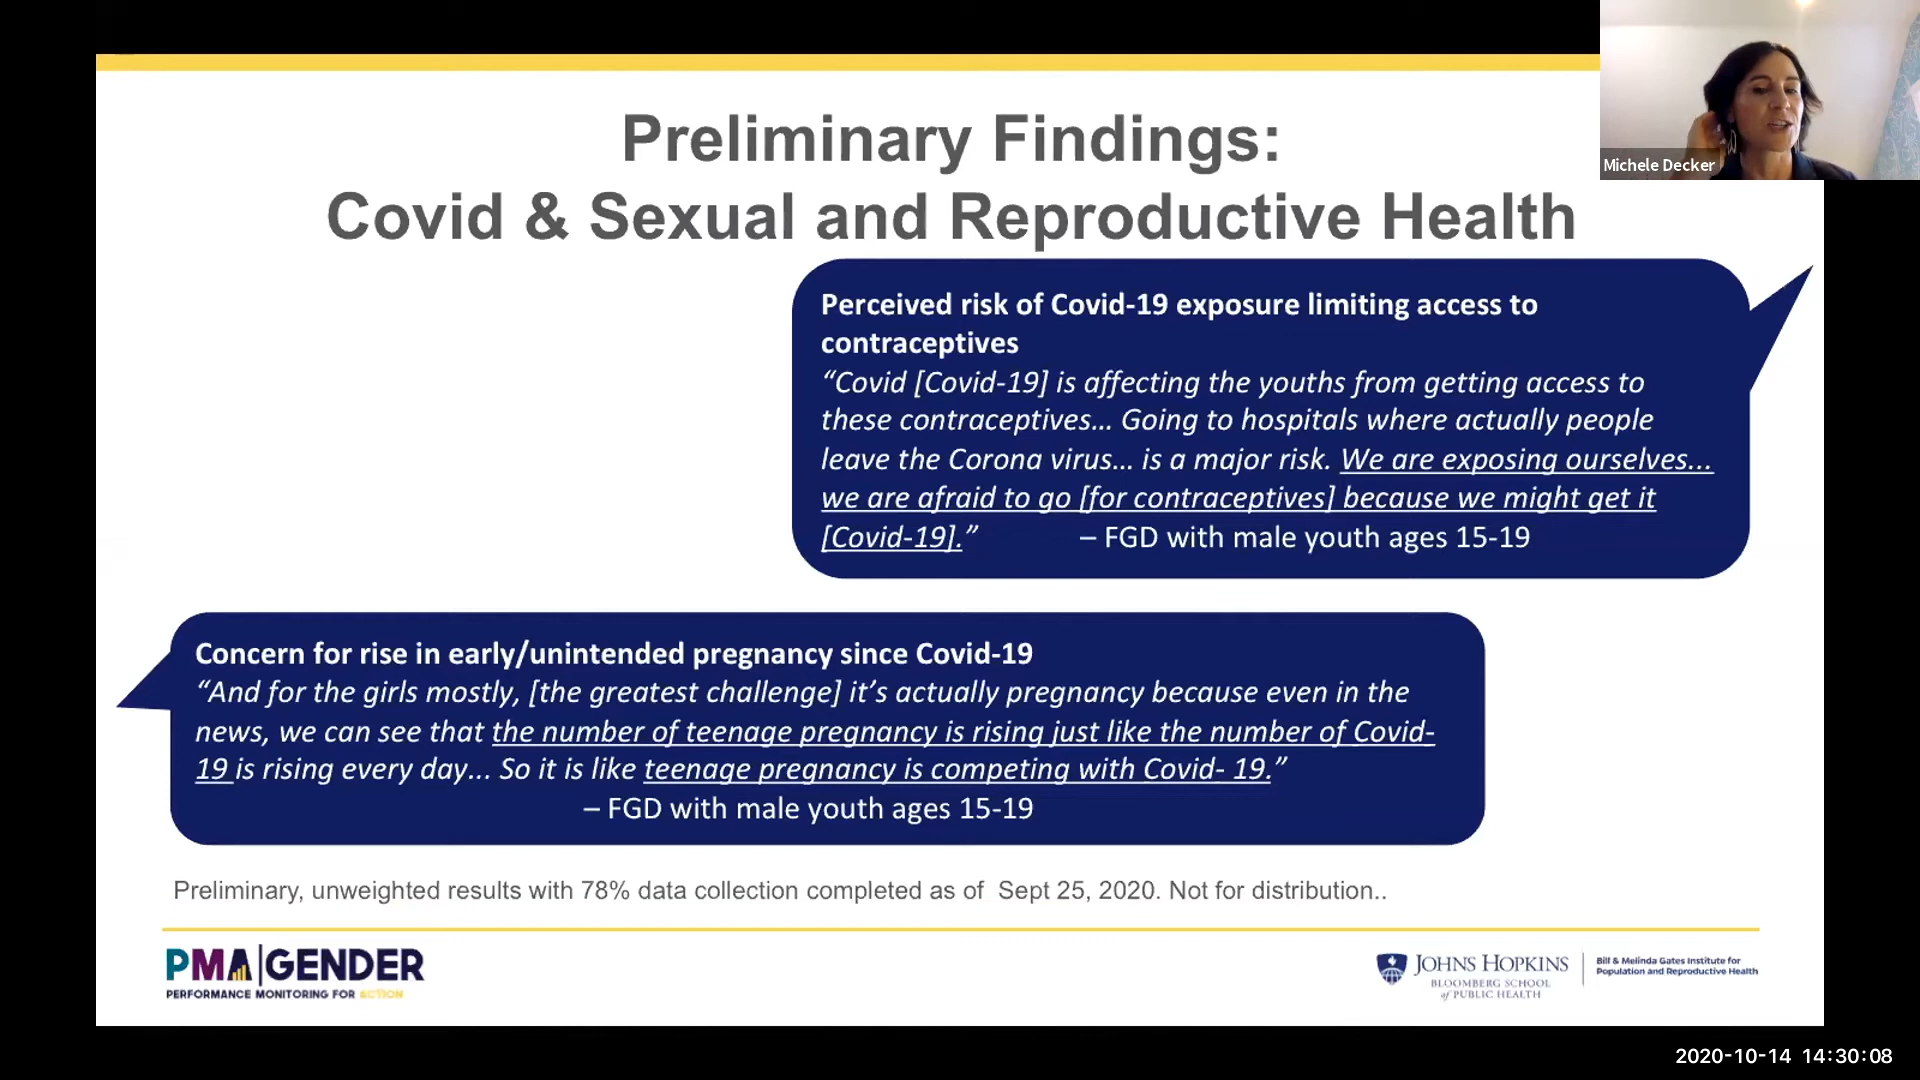 Preliminary Findings:
Covid & Sexual and Reproductive Health
Michele Decker
Perceived risk of Covid-19 exposure limiting access to
contraceptives
“Covid [Covid-19] is affecting the youths from getting access to
these contraceptives... Going to hospitals where actually people
leave the Corona virus... is a major risk. We are exposing ourselves...
we are afraid to go [for contraceptives] because we might get it
[Covid-19].” – FGD with male youth ages 15-19
Concern for rise in early/unintended pregnancy since Covid-19
“And for the girls mostly, [the greatest challenge] it’s actually pregnancy because even in the
news, we can see that the number of teenage pregnancy is rising just like the number of Covid-
19 is rising every day... So it is like teenage pregnancy is competing with Covid- 19.”
– FGD with male youth ages 15-19
Preliminary, unweighted results with 78% data collection completed as of  Sept 25, 2020. Not for distribution..
PMA|GENDER
PERFORMANCE MONITORING FOR ACTION
JOHNS HOPKINS
BLOOMBERG SCHOOL
of PUBLIC HEALTH
Bill & Melinda Gates Institute for
Population and Reproductive Health
2020-10-14 14:30:08